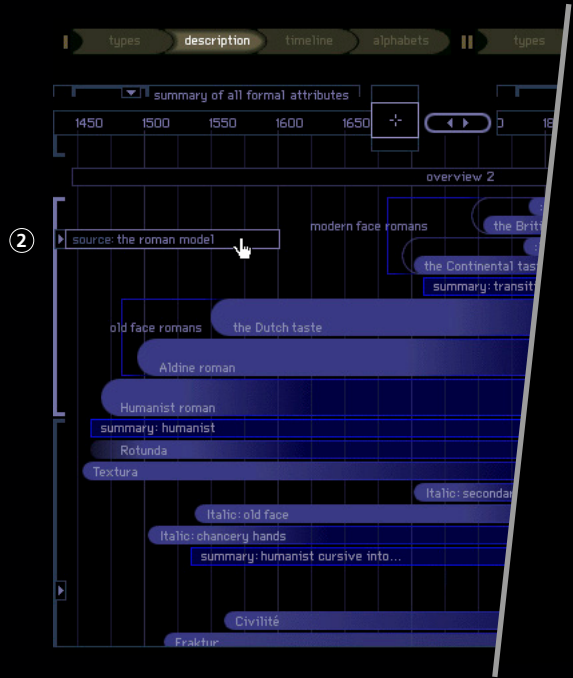 types description timeline alphabets types
summary of all formal attributes
1450 1500 1550 1600 1650
overview 2
② source: the roman model
modern face romans
the Briti
the Continental tas
summary: transit
old face romans
the Dutch taste
Aldine roman
Humanist roman
summary: humanist
Rotunda
Textura
Italic: secondar
Italic: old face
Italic: chancery hands
summary: humanist cursive into...
Civilité
Fraktur